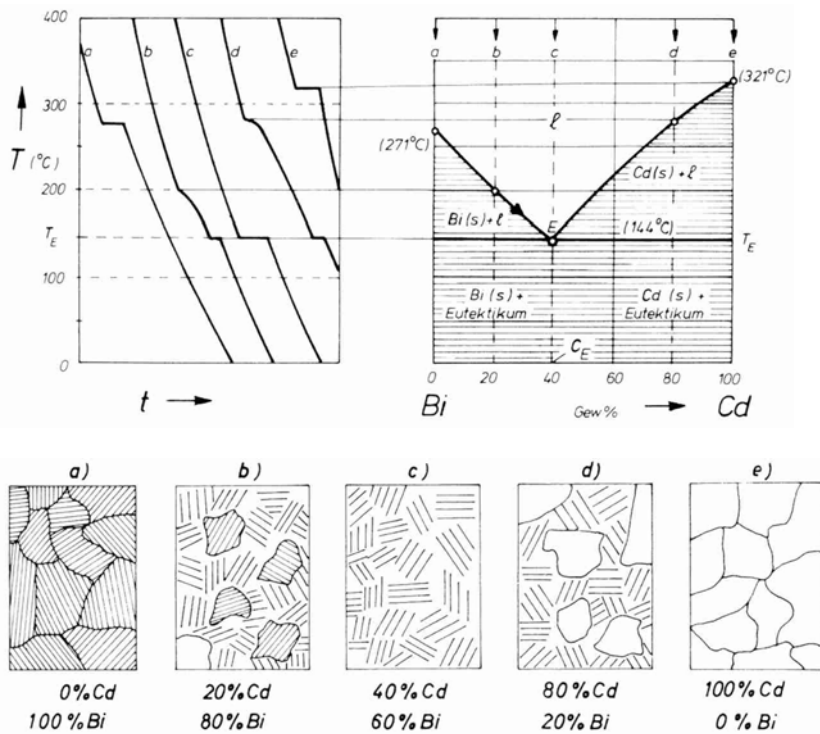 400
300
200
100
0
T (°C)
T_E
a
b
c
d
e
t
a
b
c
d
e
(321°C)
(271°C)
ℓ
Cd(s)+ℓ
Bi(s)+ℓ
E
(144°C)
T_E
Bi(s)+
Eutektikum
Cd(s)+
Eutektikum
C_E
0 20 40 60 80 100
Bi Gew% Cd
a) b) c) d) e)
0%Cd 20%Cd 40%Cd 80%Cd 100%Cd
100%Bi 80%Bi 60%Bi 20%Bi 0%Bi